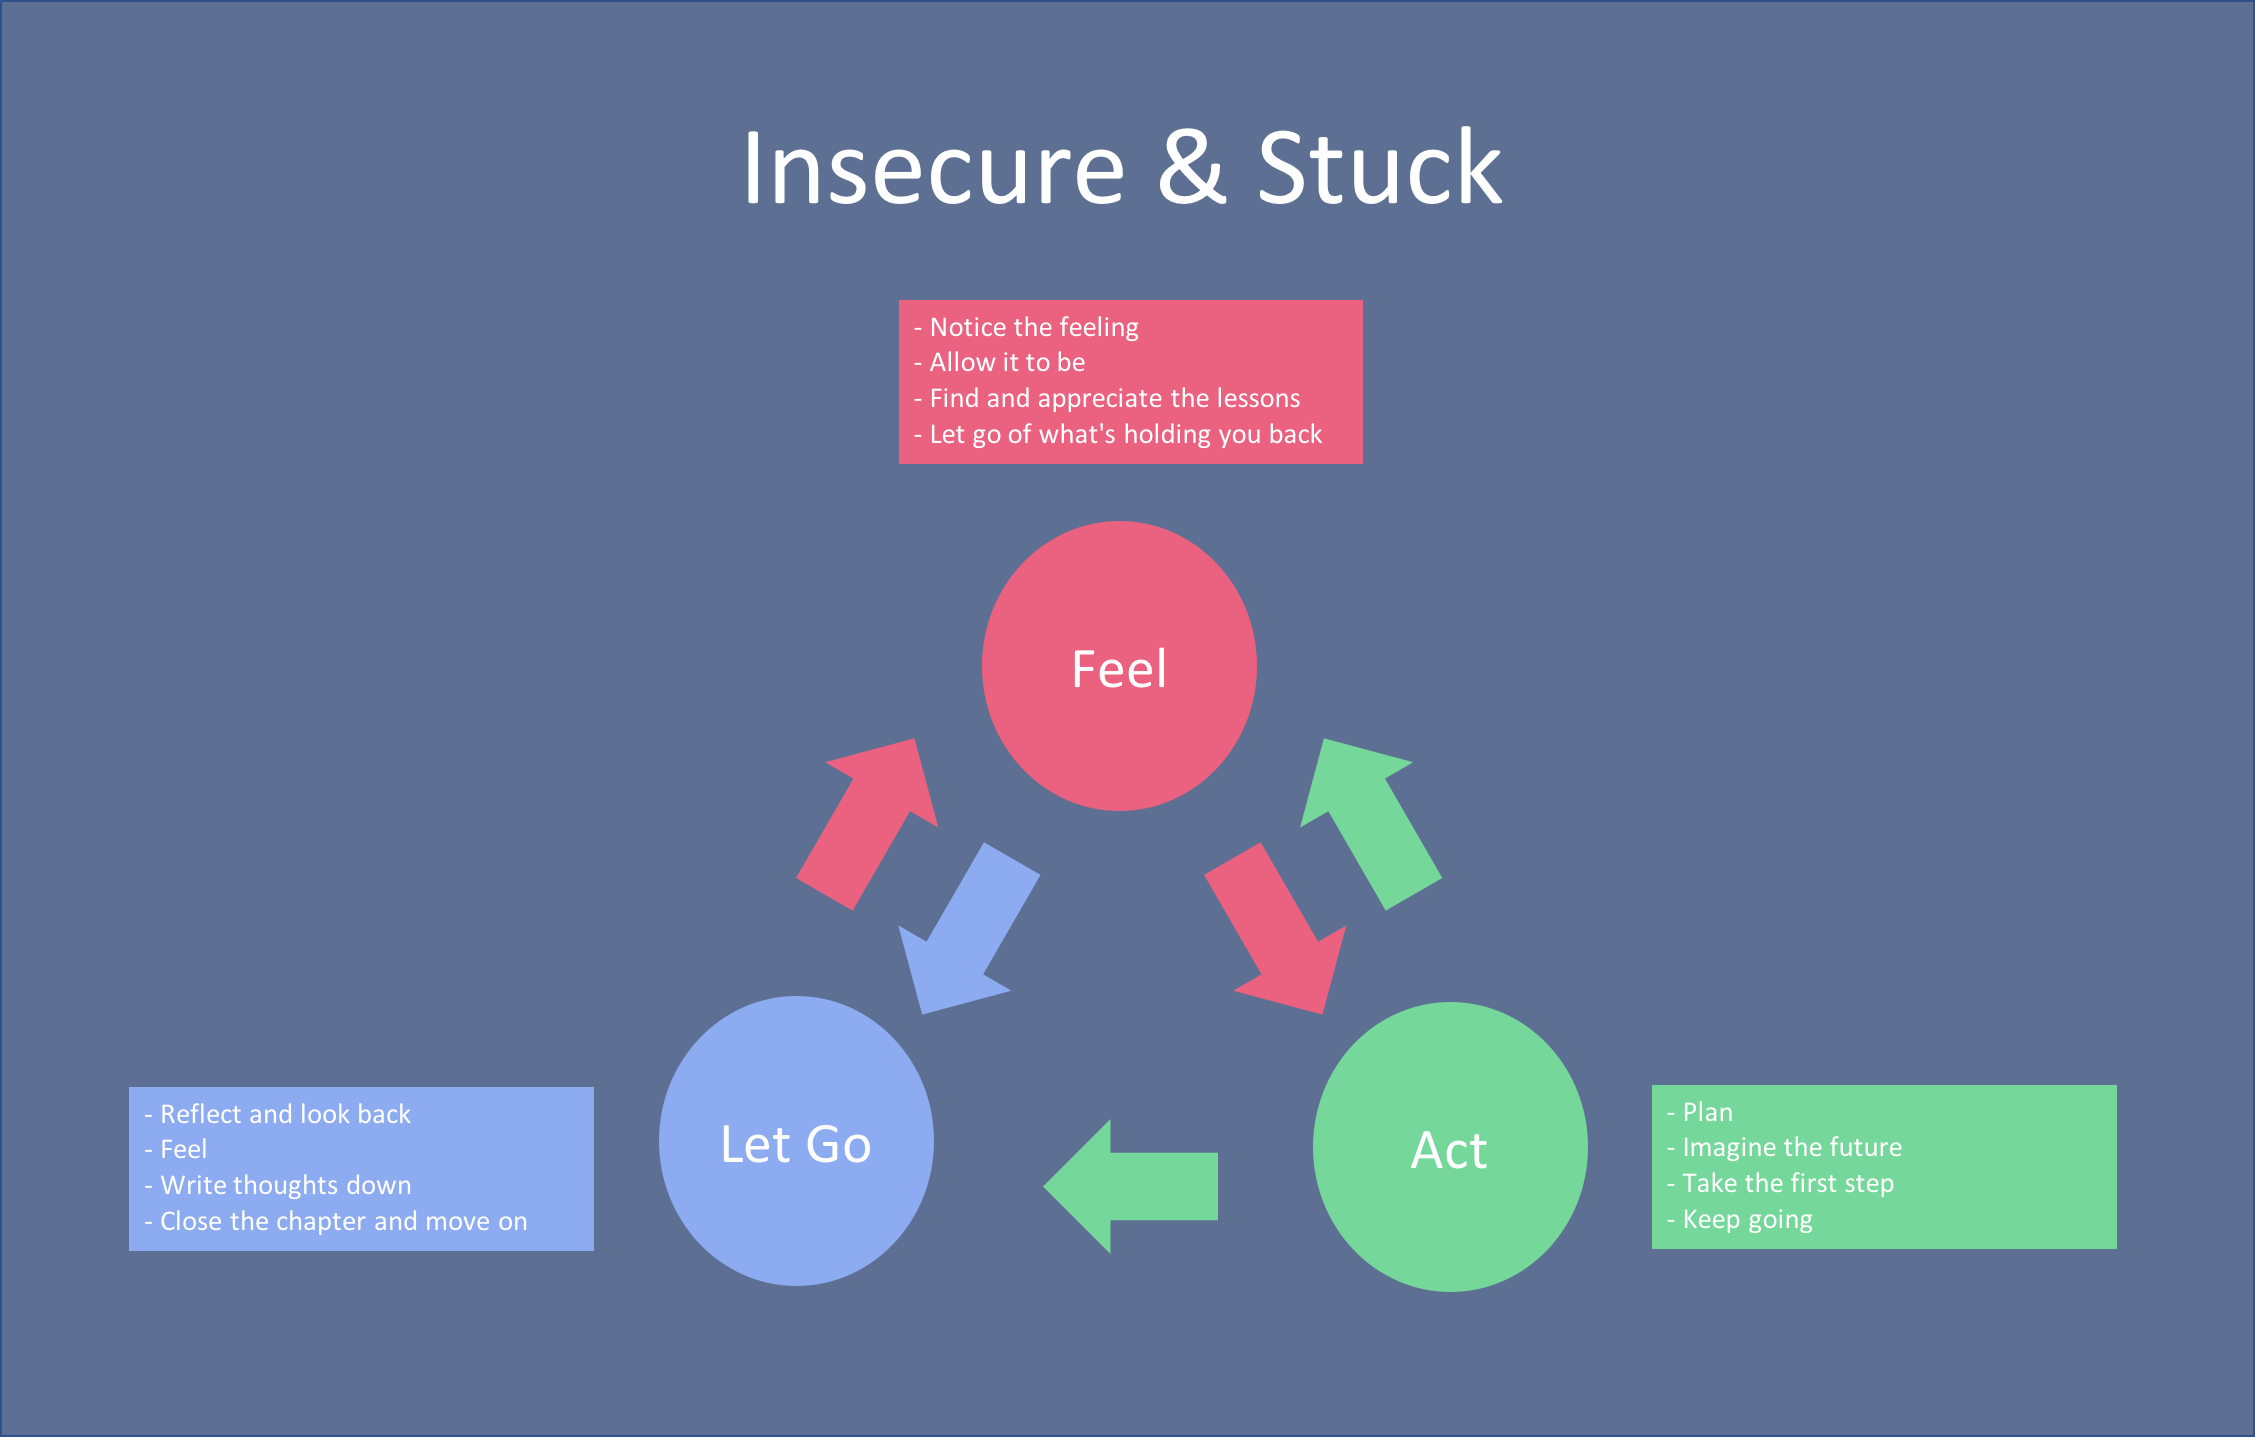 Insecure & Stuck
- Notice the feeling
- Allow it to be
- Find and appreciate the lessons
- Let go of what's holding you back
Feel
- Reflect and look back
- Feel
- Write thoughts down
- Close the chapter and move on
Let Go
Act
- Plan
- Imagine the future
- Take the first step
- Keep going